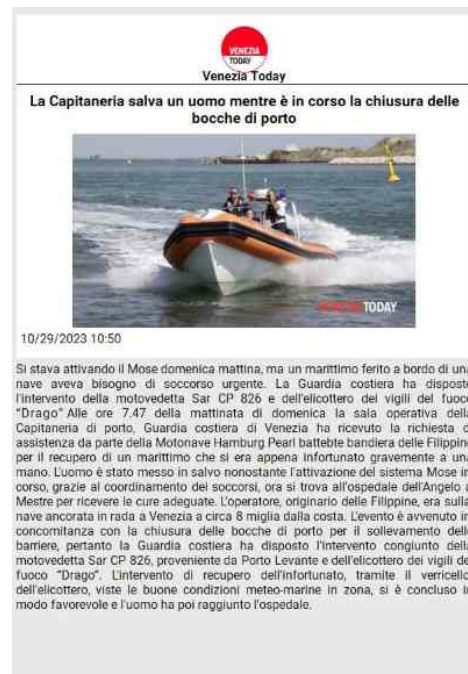 VENEZIA
TODAY
Venezia Today
La Capitaneria salva un uomo mentre è in corso la chiusura delle
bocche di porto
VENEZIA TODAY
10/29/2023 10:50
Si stava attivando il Mose domenica mattina, ma un marittimo ferito a bordo di una
nave aveva bisogno di soccorso urgente. La Guardia costiera ha disposto
l'intervento della motovedetta Sar CP 826 e dell'elicottero dei vigili del fuoco
"Drago" Alle ore 7.47 della mattinata di domenica la sala operativa della
Capitaneria di porto, Guardia costiera di Venezia ha ricevuto la richiesta di
assistenza da parte della Motonave Hamburg Pearl battebte bandiera delle Filippine
per il recupero di un marittimo che si era appena infortunato gravemente a una
mano. L'uomo è stato messo in salvo nonostante l'attivazione del sistema Mose in
corso, grazie al coordinamento dei soccorsi, ora si trova all'ospedale dell'Angelo a
Mestre per ricevere le cure adeguate. L'operatore, originario delle Filippine, era sulla
nave ancorata in rada a Venezia a circa 8 miglia dalla costa. L'evento è avvenuto in
concomitanza con la chiusura delle bocche di porto per il sollevamento delle
barriere, pertanto la Guardia costiera ha disposto l'intervento congiunto della
motovedetta Sar CP 826, proveniente da Porto Levante e dell'elicottero dei vigili del
fuoco "Drago". L'intervento di recupero dell'infortunato, tramite il verricello
dell'elicottero, viste le buone condizioni meteo-marine in zona, si è concluso in
modo favorevole e l'uomo ha poi raggiunto l'ospedale.